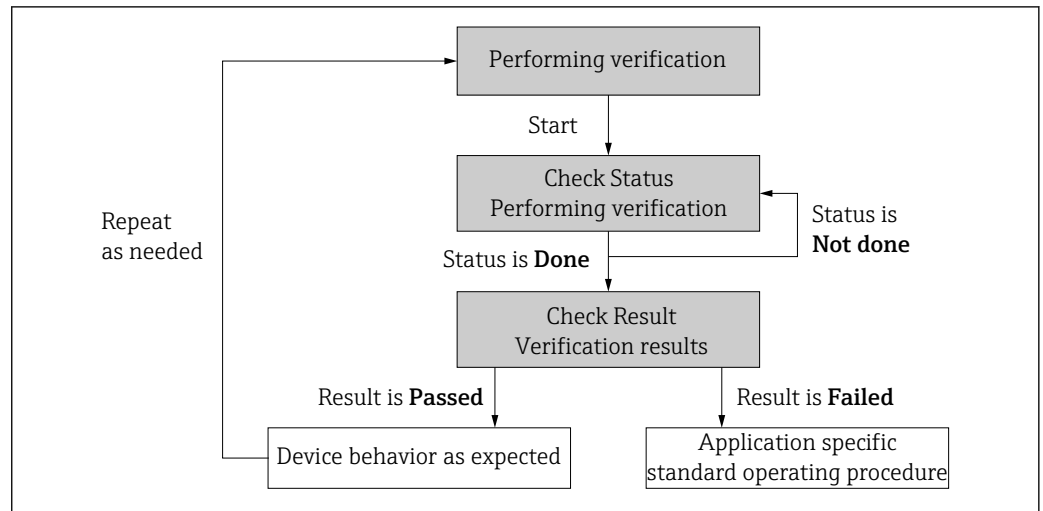 Performing verification
Start
Check Status
Performing verification
Repeat
as needed
Status is
Not done
Status is Done
Check Result
Verification results
Result is Passed
Result is Failed
Device behavior as expected
Application specific
standard operating procedure